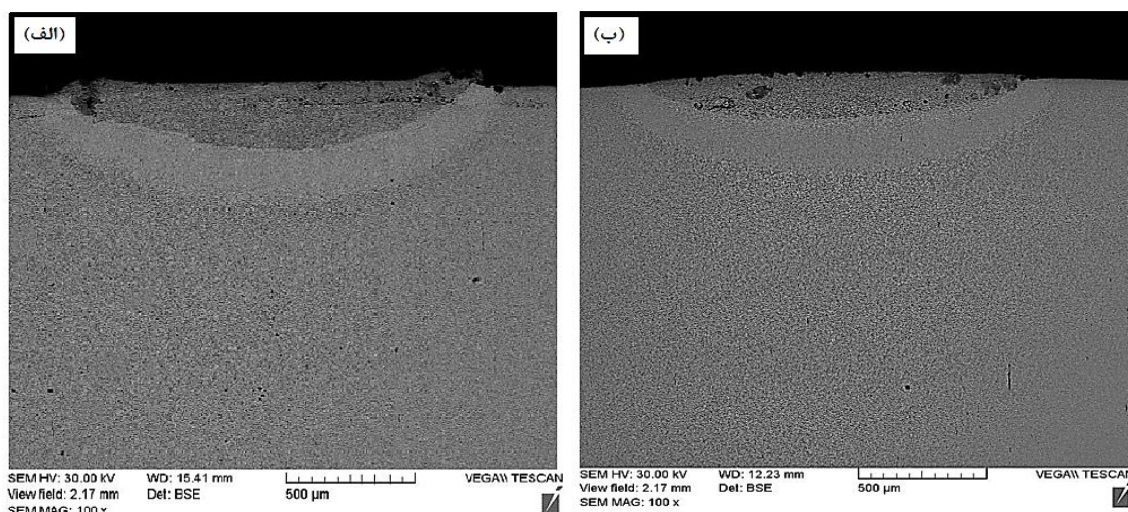 (الف)
SEM HV: 30.00 kV WD: 15.41 mm VEGA\\ TESCAN
View field: 2.17 mm Det: BSE 500 µm
SEM MAG: 100 x
(ب)
SEM HV: 30.00 kV WD: 12.23 mm VEGA\\ TESCAN
View field: 2.17 mm Det: BSE 500 µm
SEM MAG: 100 x